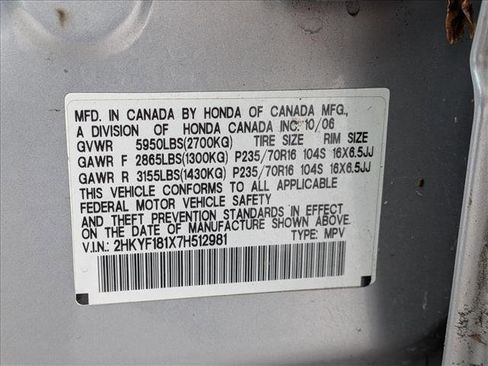 MFD. IN CANADA BY HONDA OF CANADA MFG.,
A DIVISION OF HONDA CANADA INC. 10/06
GVWR 5950LBS(2700KG) TIRE SIZE RIM SIZE
GAWR F 2865LBS(1300KG) P235/70R16 104S 16X6.5JJ
GAWR R 3155LBS(1430KG) P235/70R16 104S 16X6.5JJ
THIS VEHICLE CONFORMS TO ALL APPLICABLE
FEDERAL MOTOR VEHICLE SAFETY
AND THEFT PREVENTION STANDARDS IN EFFECT
ON THE DATE OF MANUFACTURE SHOWN ABOVE.
V.I.N.: 2HKYF181X7H512981 TYPE: MPV